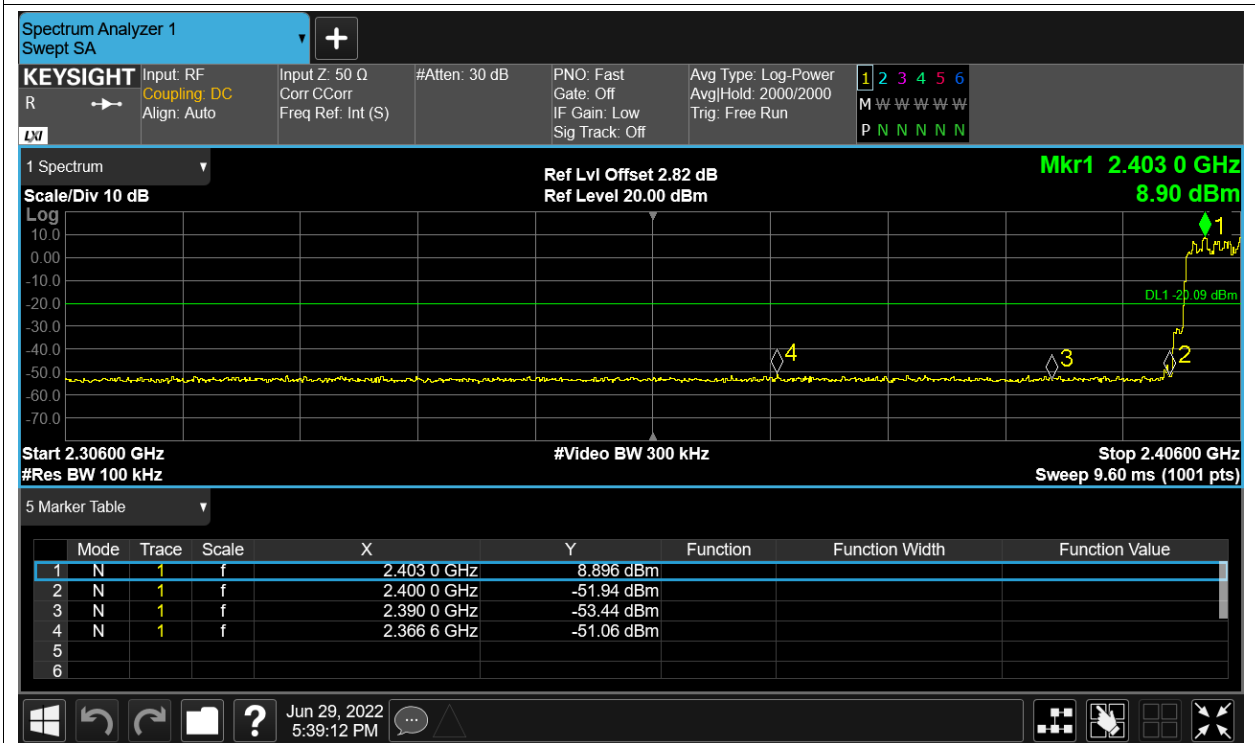 Spectrum Analyzer 1
Swept SA
+
KEYSIGHT Input: RF Input Z: 50 Ω #Atten: 30 dB PNO: Fast Avg Type: Log-Power 1 2 3 4 5 6
R Coupling: DC Corr CCorr Gate: Off Avg|Hold: 2000/2000 M W W W W W
Align: Auto Freq Ref: Int (S) IF Gain: Low Trig: Free Run
LXI Sig Track: Off P N N N N N
1 Spectrum Ref Lvl Offset 2.82 dB Mkr1 2.403 0 GHz
Scale/Div 10 dB Ref Level 20.00 dBm 8.90 dBm
Log
1
10.0
0.00
-10.0
DL1 -20.09 dBm
-20.0
-30.0
-40.0
4 3 2
-50.0
-60.0
-70.0
Start 2.30600 GHz #Video BW 300 kHz Stop 2.40600 GHz
#Res BW 100 kHz Sweep 9.60 ms (1001 pts)
5 Marker Table
Mode Trace Scale X Y Function Function Width Function Value
1 N 1 f 2.403 0 GHz 8.896 dBm
2 N 1 f 2.400 0 GHz -51.94 dBm
3 N 1 f 2.390 0 GHz -53.44 dBm
4 N 1 f 2.366 6 GHz -51.06 dBm
5
6
? Jun 29, 2022
5:39:12 PM